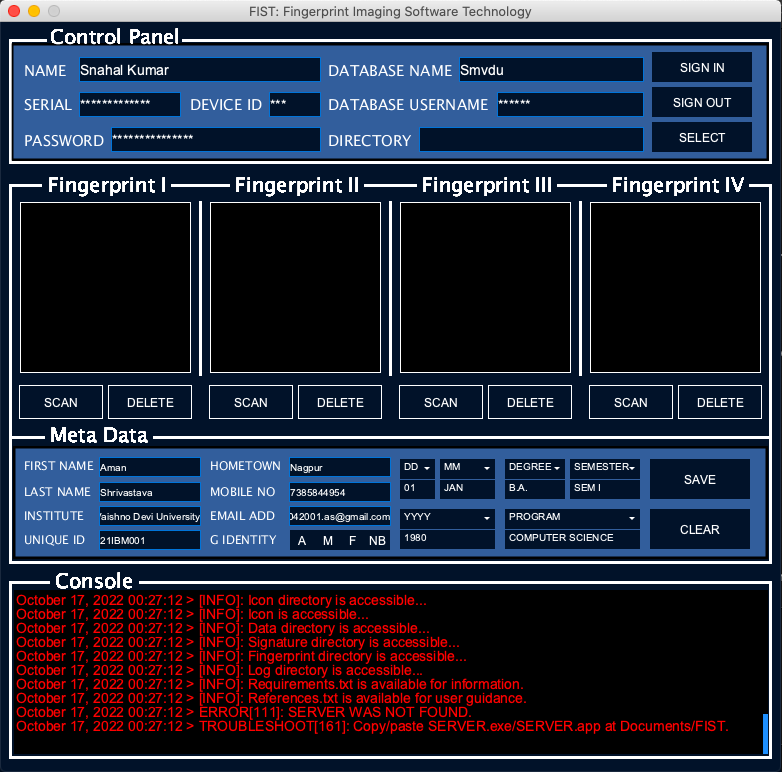 FIST: Fingerprint Imaging Software Technology
Control Panel
NAME Snahal Kumar DATABASE NAME Smvdu SIGN IN
SERIAL ************* DEVICE ID *** DATABASE USERNAME ****** SIGN OUT
PASSWORD *************** DIRECTORY SELECT
Fingerprint I Fingerprint II Fingerprint III Fingerprint IV
SCAN DELETE SCAN DELETE SCAN DELETE SCAN DELETE
Meta Data
FIRST NAME Aman HOMETOWN Nagpur DD MM DEGREE SEMESTER SAVE
LAST NAME Shrivastava MOBILE NO 7385844954 01 JAN B.A. SEM I
INSTITUTE Vaishno Devi University EMAIL ADD 042001.as@gmail.com YYYY PROGRAM CLEAR
UNIQUE ID 21IBM001 G IDENTITY A M F NB 1980 COMPUTER SCIENCE
Console
October 17, 2022 00:27:12 > [INFO]: Icon directory is accessible...
October 17, 2022 00:27:12 > [INFO]: Icon is accessible...
October 17, 2022 00:27:12 > [INFO]: Data directory is accessible...
October 17, 2022 00:27:12 > [INFO]: Signature directory is accessible...
October 17, 2022 00:27:12 > [INFO]: Fingerprint directory is accessible...
October 17, 2022 00:27:12 > [INFO]: Log directory is accessible...
October 17, 2022 00:27:12 > [INFO]: Requirements.txt is available for information.
October 17, 2022 00:27:12 > [INFO]: References.txt is available for user guidance.
October 17, 2022 00:27:12 > ERROR[111]: SERVER WAS NOT FOUND.
October 17, 2022 00:27:12 > TROUBLESHOOT[161]: Copy/paste SERVER.exe/SERVER.app at Documents/FIST.